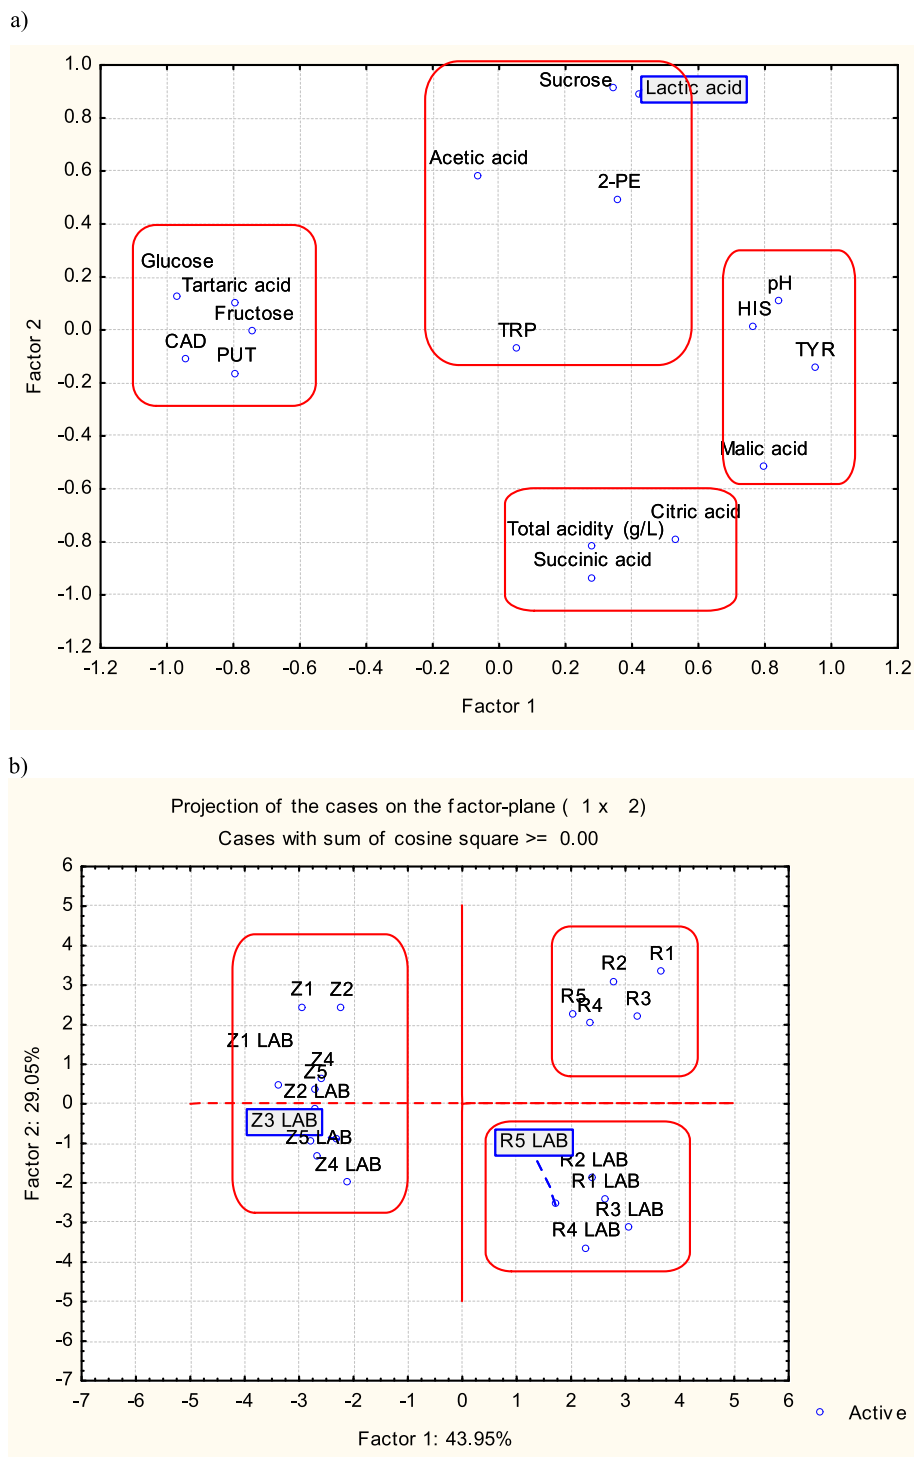 a)
1.0
Sucrose
Lactic acid
0.8
Acetic acid
0.6
2-PE
0.4
Glucose
0.2
Tartaric acid
pH
Fructose
HIS
0.0
CAD
PUT
TRP
TYR
-0.2
-0.4
Malic acid
-0.6
Citric acid
Total acidity (g/L)
-0.8
Succinic acid
-1.0
-1.2
Factor 2
-1.2 -1.0 -0.8 -0.6 -0.4 -0.2 0.0 0.2 0.4 0.6 0.8 1.0 1.2
Factor 1
b)
Projection of the cases on the factor-plane ( 1 x 2)
Cases with sum of cosine square >= 0.00
6
5
4
R1
R2
3
Z1 Z2
R5
R4 R3
2
Z1 LAB
Z4
1
Z5
Z2 LAB
0
Z3 LAB
Z5 LAB
-1
R5 LAB
R2 LAB
Z4 LAB
R1 LAB
-2
R3 LAB
R4 LAB
-3
-4
-5
-6
-7
Factor 2: 29.05%
-7 -6 -5 -4 -3 -2 -1 0 1 2 3 4 5 6
Active
Factor 1: 43.95%